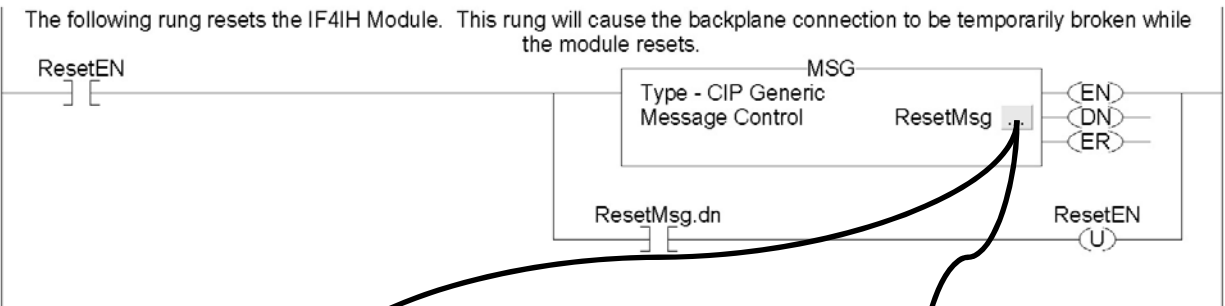 The following rung resets the IF4IH Module.  This rung will cause the backplane connection to be temporarily broken while
the module resets.
ResetEN
MSG
Type - CIP Generic
Message Control
ResetMsg
...
EN
DN
ER
ResetMsg.dn
ResetEN
U